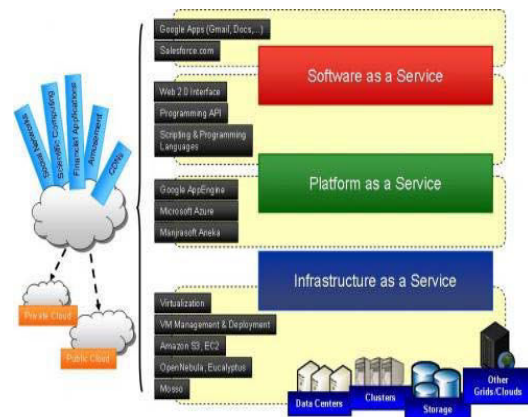 Social Networks
Scientific Computing
Financial Applications
Amusement
CDNs
Private Cloud
Public Cloud
Google Apps (Gmail, Docs,...)
Salesforce.com
Software as a Service
Web 2.0 Interface
Programming API
Scripting & Programming
Languages
Platform as a Service
Google AppEngine
Microsoft Azure
Manjrasoft Aneka
Infrastructure as a Service
Virtualization
VM Management & Deployment
Amazon S3, EC2
OpenNebula, Eucalyptus
Mosso
Data Centers
Clusters
Storage
Other
Grids/Clouds